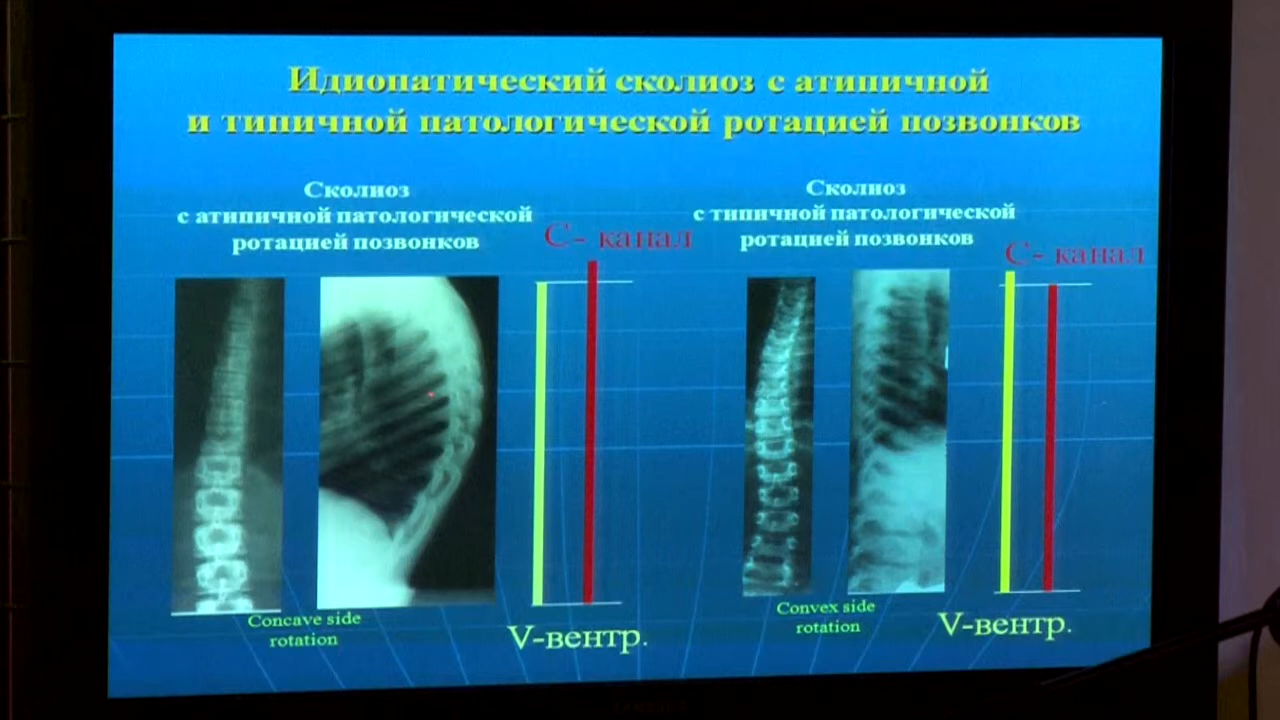 Идиопатический сколиоз с атипичной
и типичной патологической ротацией позвонков
Сколиоз
с атипичной патологической
ротацией позвонков
С- канал
Concave side
rotation
V-вентр.
Сколиоз
с типичной патологической
ротацией позвонков
С- канал
Convex side
rotation
V-вентр.